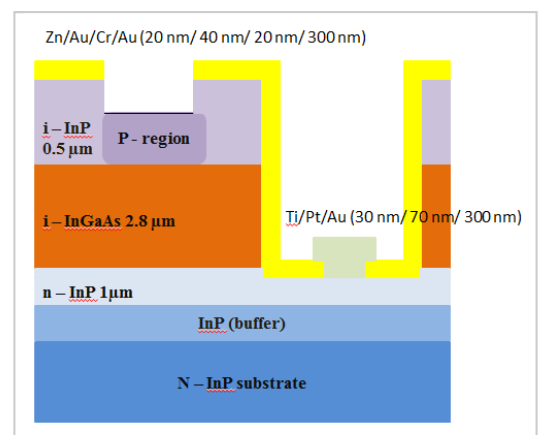 Zn/Au/Cr/Au (20 nm/ 40 nm/ 20 nm/ 300 nm)
i – InP
0.5 µm
P - region
i – InGaAs 2.8 µm
Ti/Pt/Au (30 nm/ 70 nm/ 300 nm)
n – InP 1µm
InP (buffer)
N – InP substrate